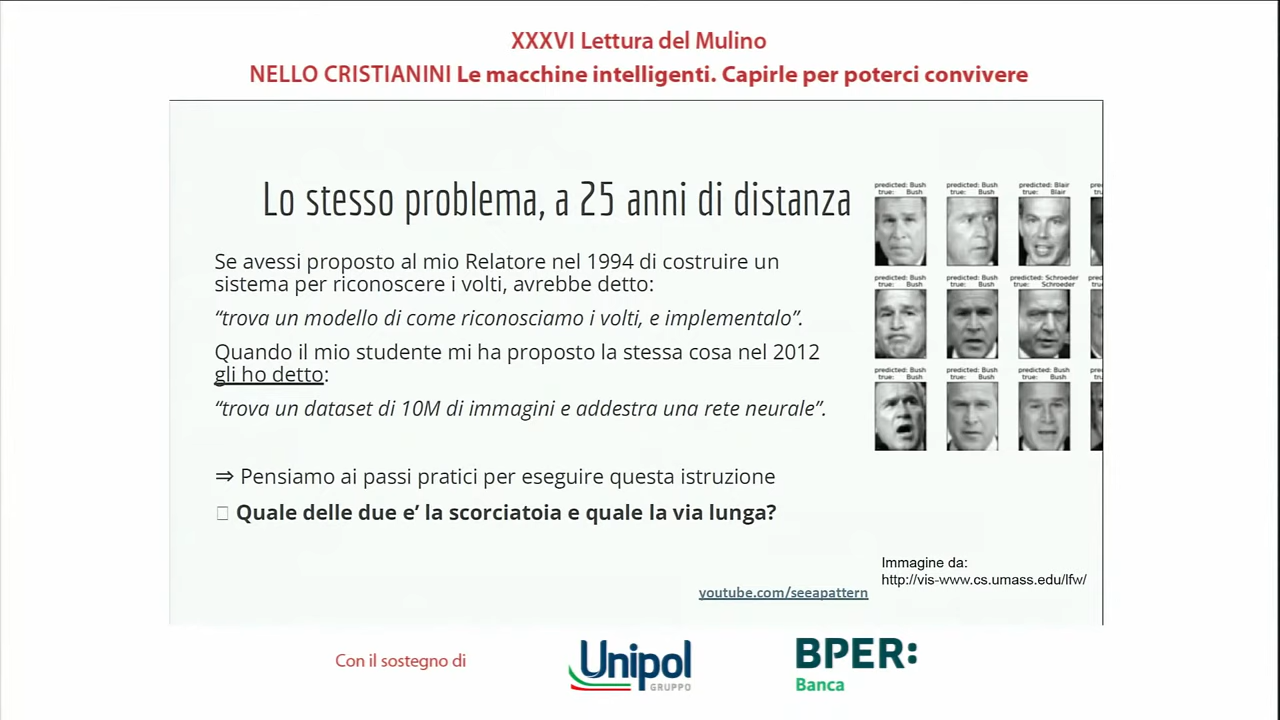 XXXVI Lettura del Mulino
NELLO CRISTIANINI Le macchine intelligenti. Capirle per poterci convivere
Lo stesso problema, a 25 anni di distanza
Se avessi proposto al mio Relatore nel 1994 di costruire un
sistema per riconoscere i volti, avrebbe detto:
“trova un modello di come riconosciamo i volti, e implementalo”.
Quando il mio studente mi ha proposto la stessa cosa nel 2012
gli ho detto:
“trova un dataset di 10M di immagini e addestra una rete neurale”.
⇒ Pensiamo ai passi pratici per eseguire questa istruzione
Quale delle due e’ la scorciatoia e quale la via lunga?
predicted: Bush predicted: Bush predicted: Blair
true: Bush true: Bush true: Blair
predicted: Bush predicted: Bush predicted: Schroeder
true: Bush true: Bush true: Schroeder
predicted: Bush predicted: Bush predicted: Bush
true: Bush true: Bush true: Bush
Immagine da:
http://vis-www.cs.umass.edu/lfw/
youtube.com/seeapattern
Con il sostegno di
Unipol
GRUPPO
BPER:
Banca